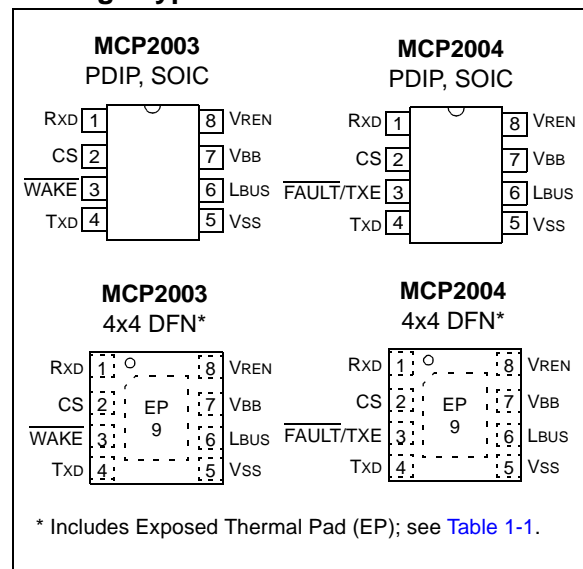 MCP2003
PDIP, SOIC
RXD 1 8 VREN
CS 2 7 VBB
WAKE 3 6 LBUS
TXD 4 5 VSS
MCP2004
PDIP, SOIC
RXD 1 8 VREN
CS 2 7 VBB
FAULT/TXE 3 6 LBUS
TXD 4 5 VSS
MCP2003
4x4 DFN*
RXD 1 8 VREN
CS 2 EP 7 VBB
9
WAKE 3 6 LBUS
TXD 4 5 VSS
MCP2004
4x4 DFN*
RXD 1 8 VREN
CS 2 EP 7 VBB
9
FAULT/TXE 3 6 LBUS
TXD 4 5 VSS
* Includes Exposed Thermal Pad (EP); see Table 1-1.